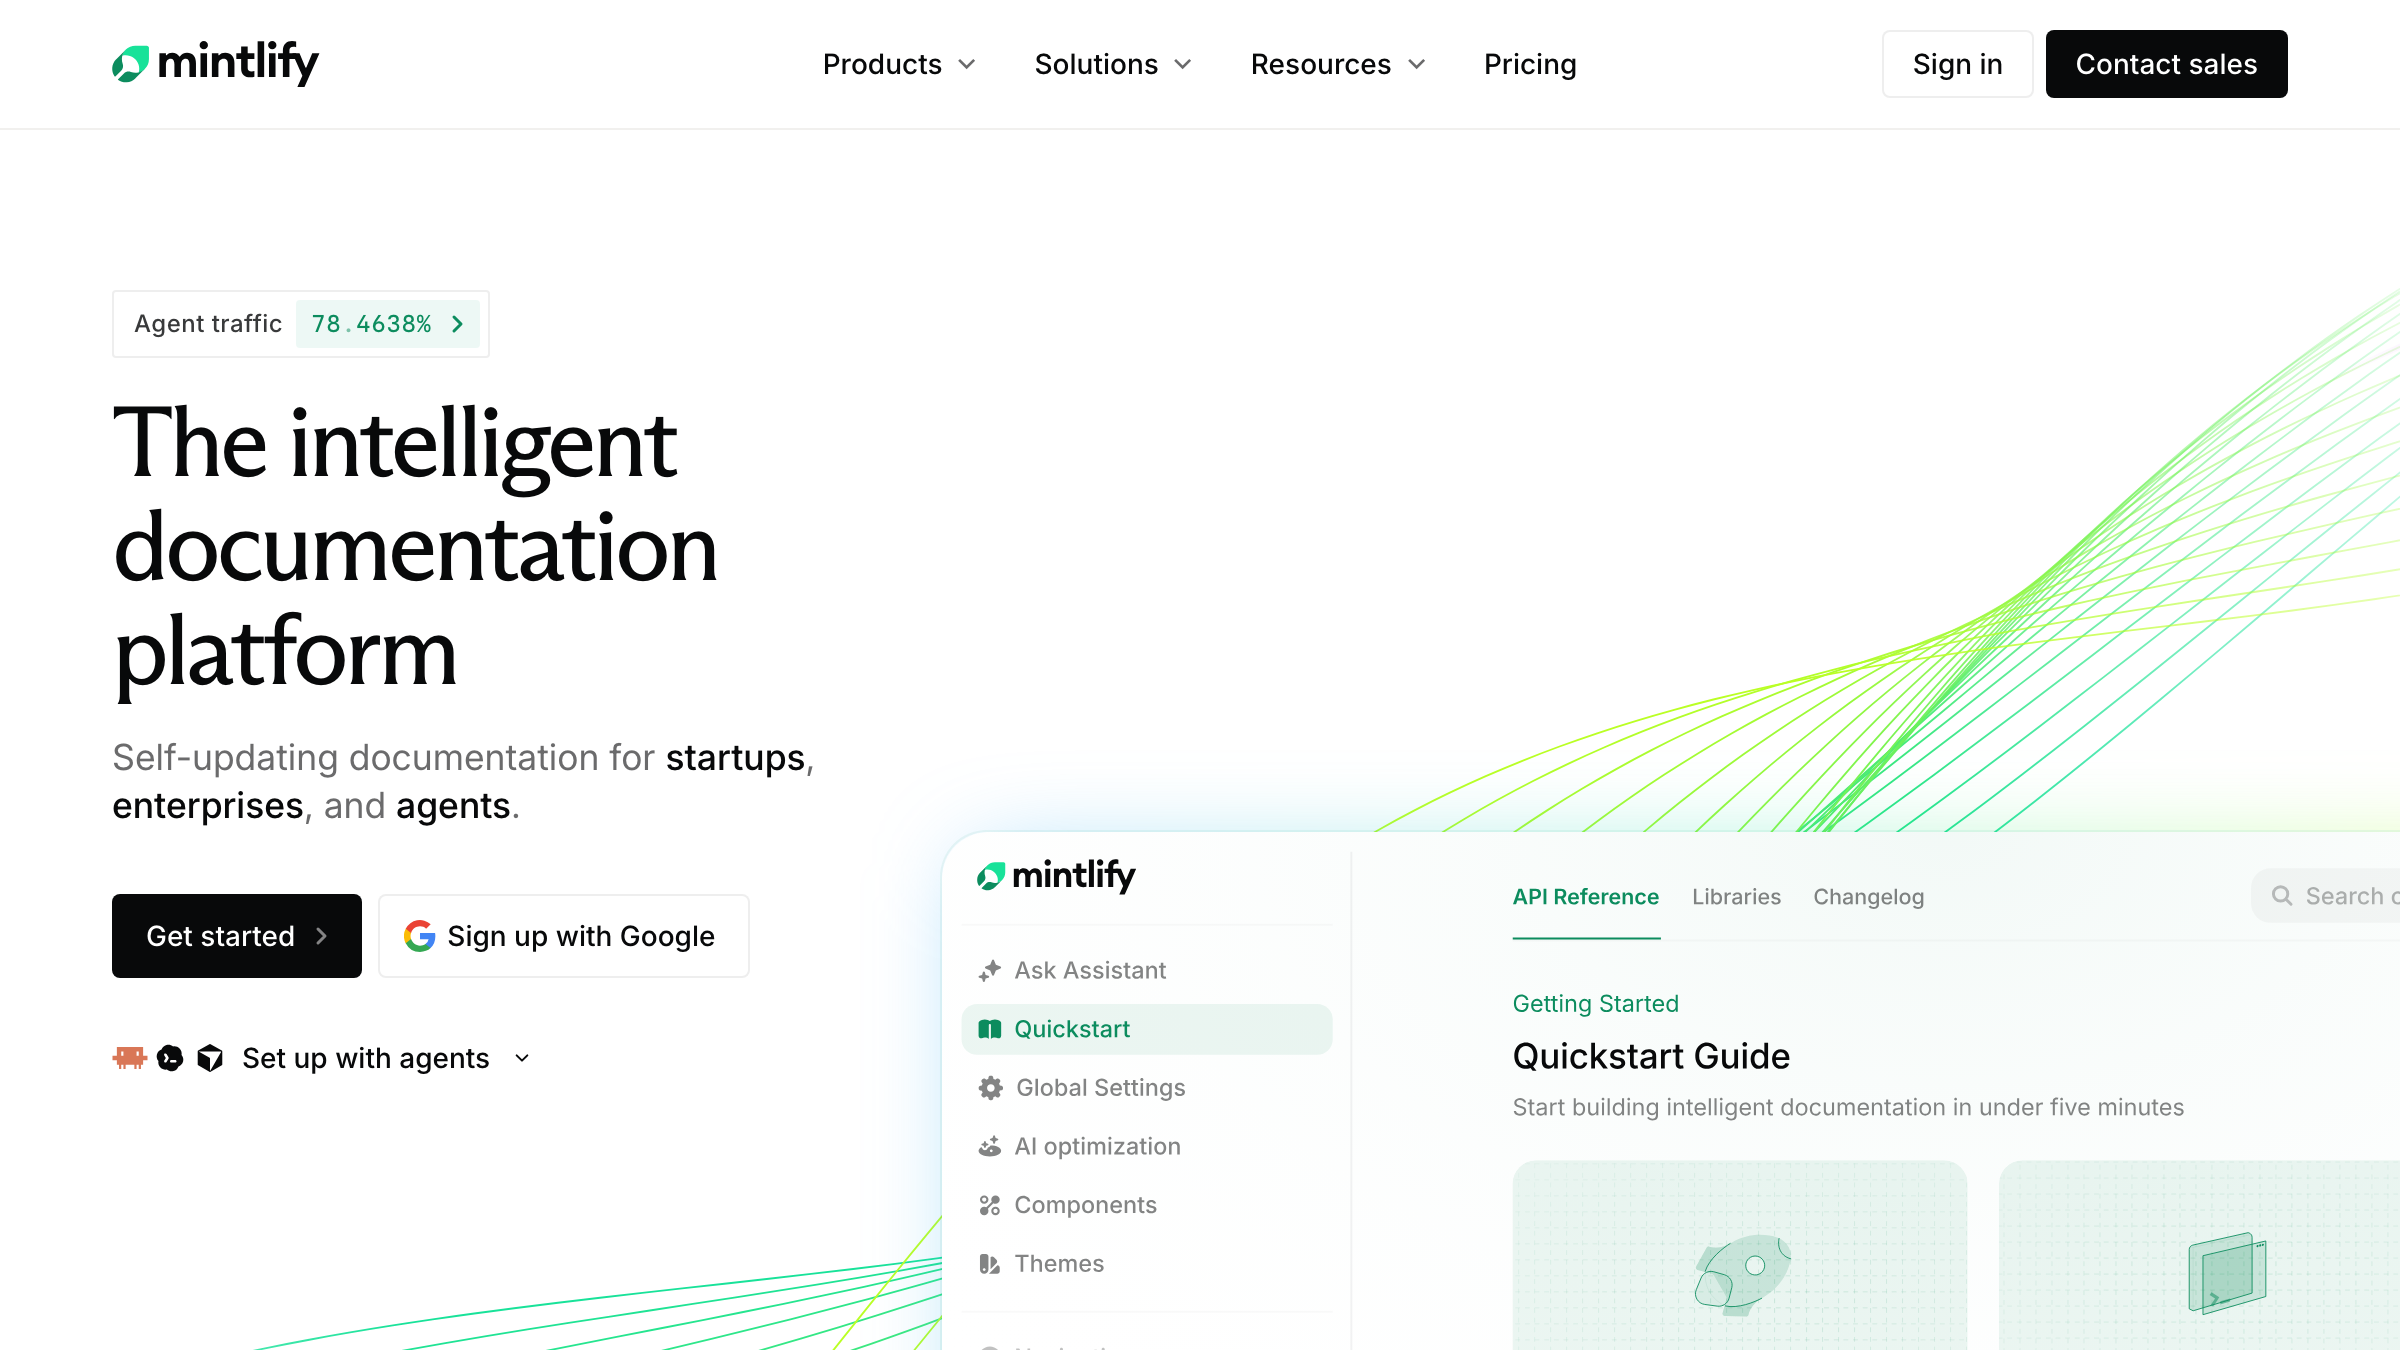 mintlify
Products
Solutions
Resources
Pricing
Sign in
Contact sales
Agent traffic 78.4638%
The intelligent
documentation
platform
Self-updating documentation for startups,
enterprises, and agents.
Get started
Sign up with Google
Set up with agents
mintlify
Ask Assistant
Quickstart
Global Settings
AI optimization
Components
Themes
API Reference
Libraries
Changelog
Search
Getting Started
Quickstart Guide
Start building intelligent documentation in under five minutes